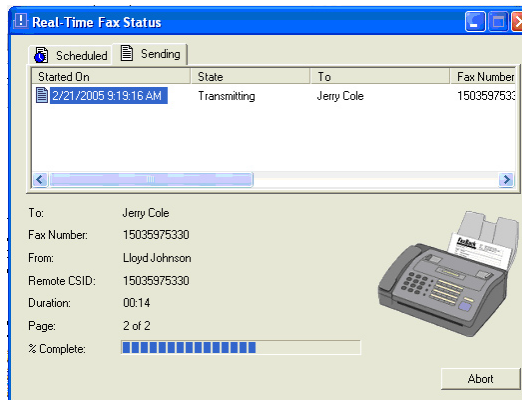 Real-Time Fax Status
Scheduled Sending
Started On State To Fax Number
2/21/2005 9:19:16 AM Transmitting Jerry Cole 150359753
To: Jerry Cole
Fax Number: 15035975330
From: Lloyd Johnson
Remote CSID: 15035975330
Duration: 00:14
Page: 2 of 2
% Complete:
FaxBack
Abort